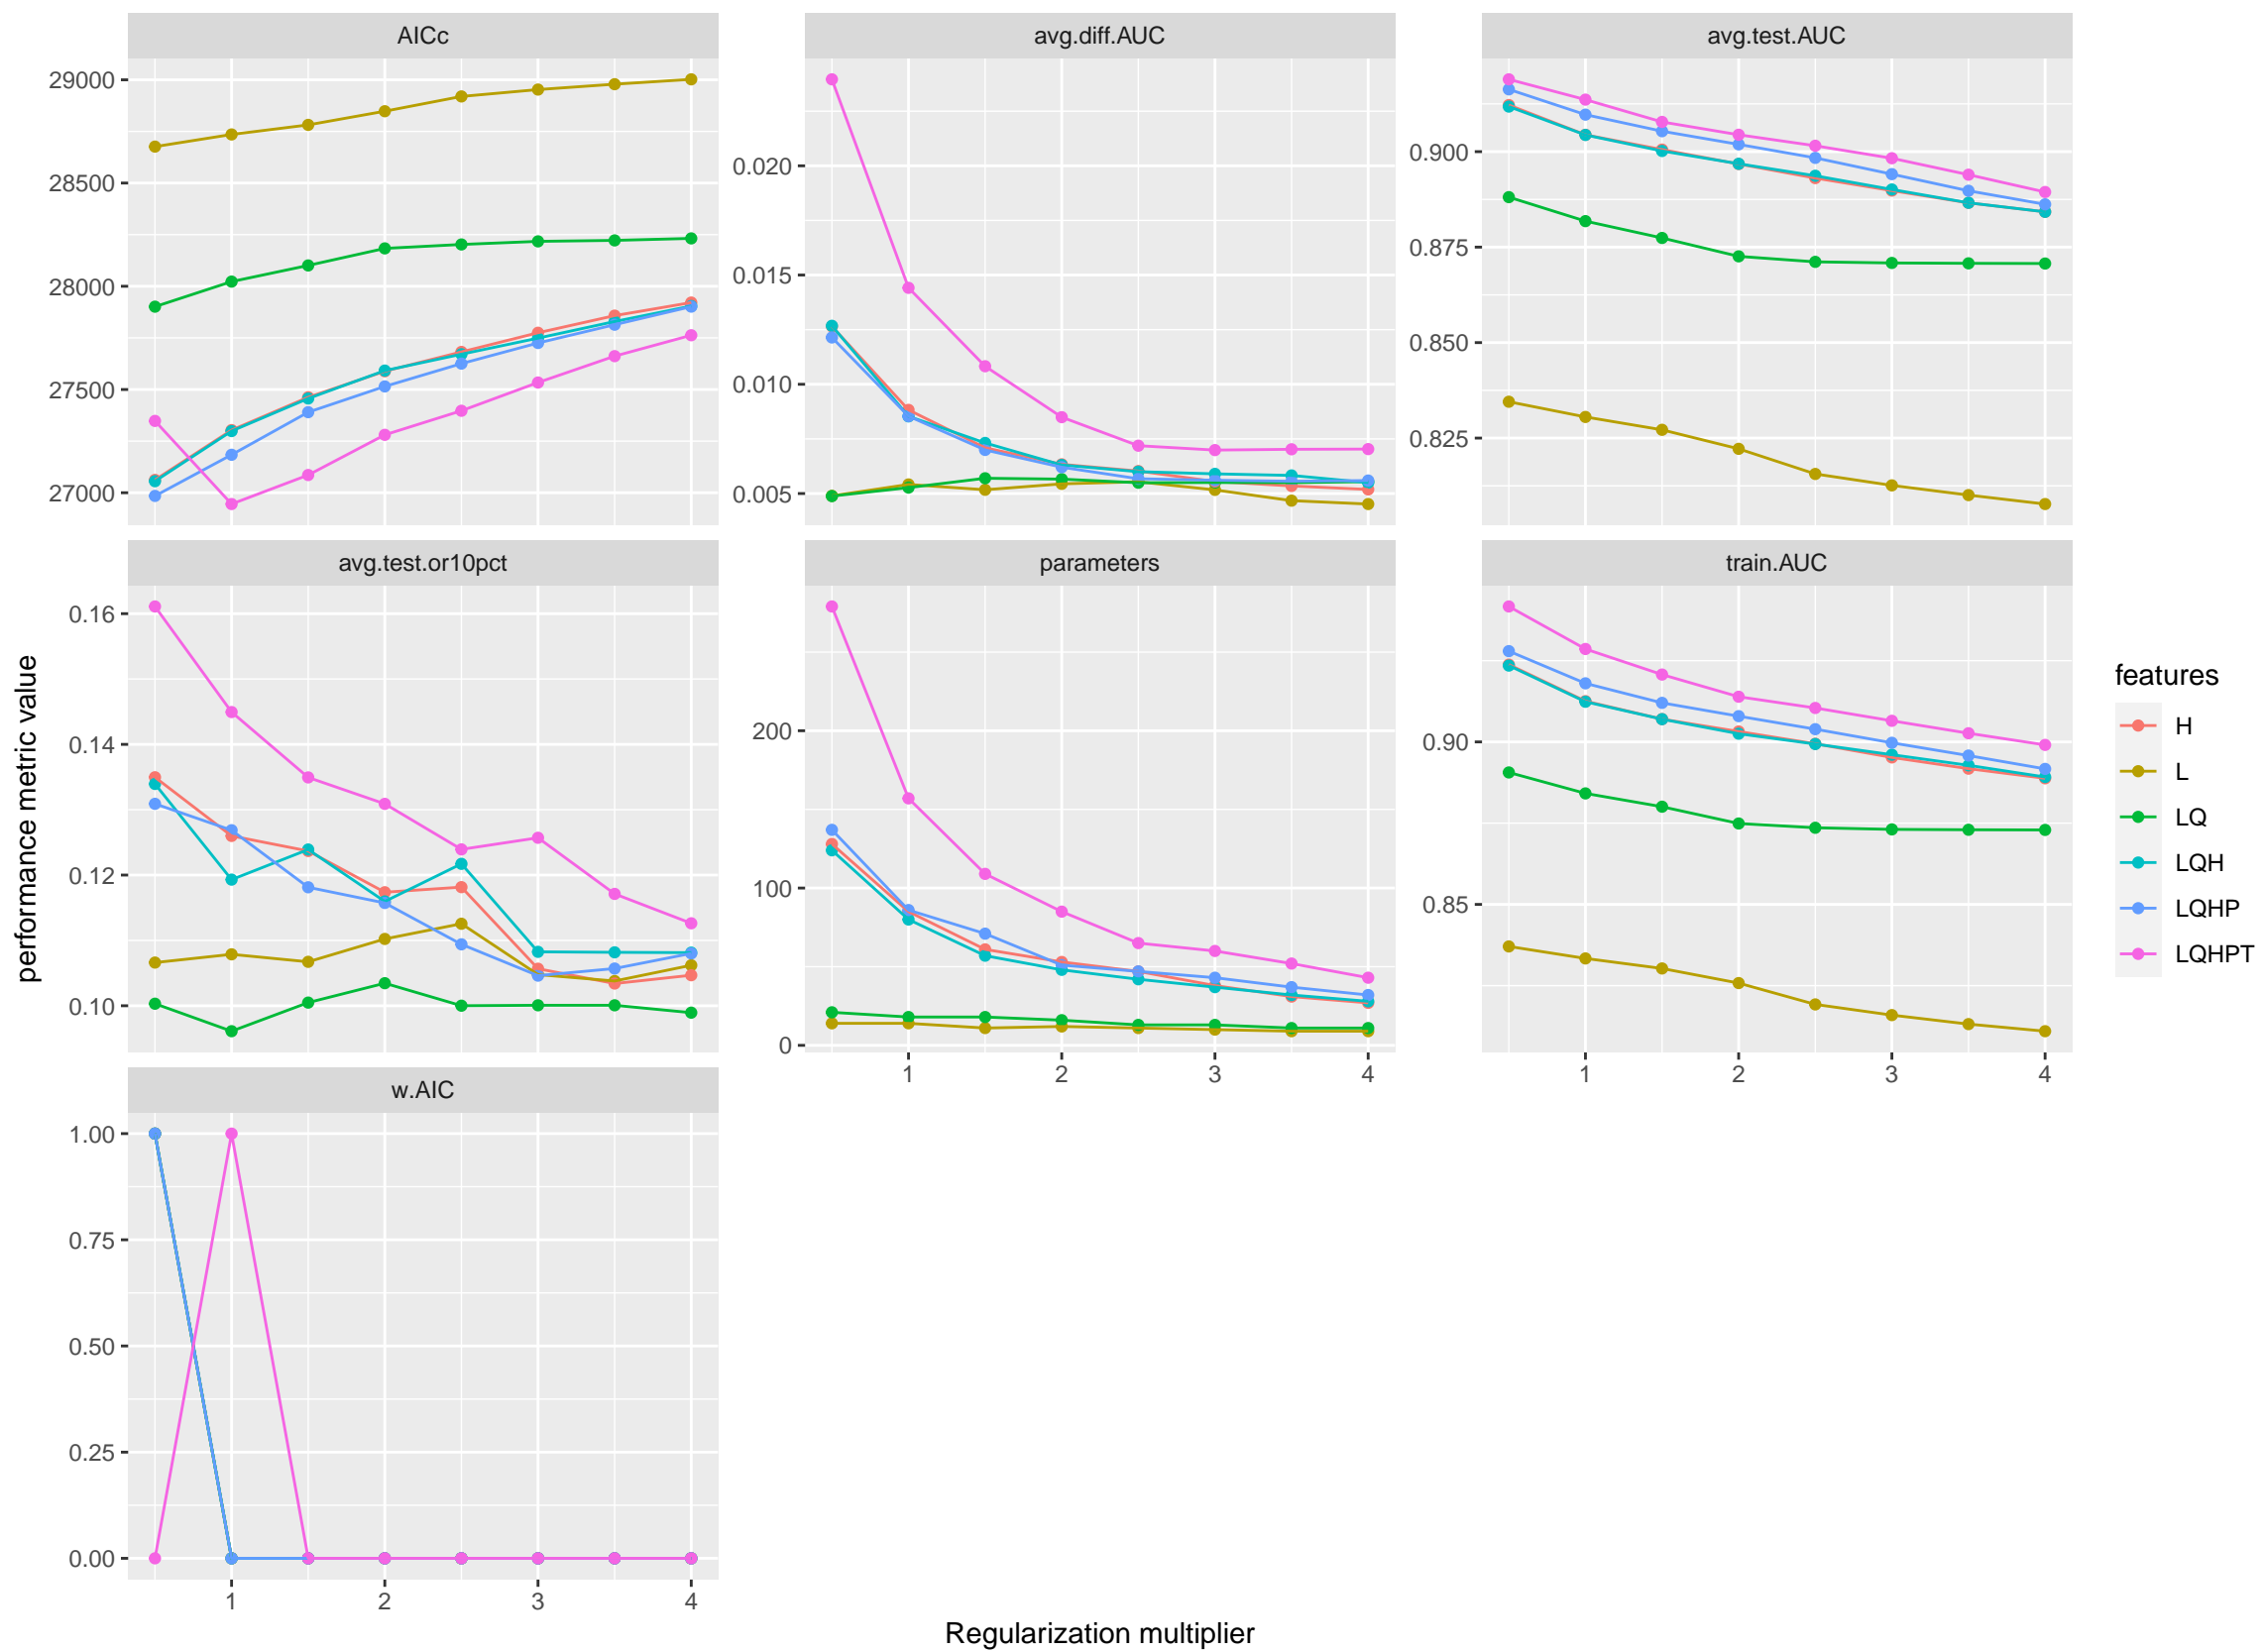 AICc
avg.diff.AUC
avg.test.AUC
29000
28500
28000
27500
27000
0.020
0.015
0.010
0.005
0.900
0.875
0.850
0.825
avg.test.or10pct
parameters
train.AUC
0.16
0.14
0.12
0.10
200
100
0
1
2
3
4
0.90
0.85
1
2
3
4
w.AIC
1.00
0.75
0.50
0.25
0.00
1
2
3
4
performance metric value
Regularization multiplier
features
H
L
LQ
LQH
LQHP
LQHPT